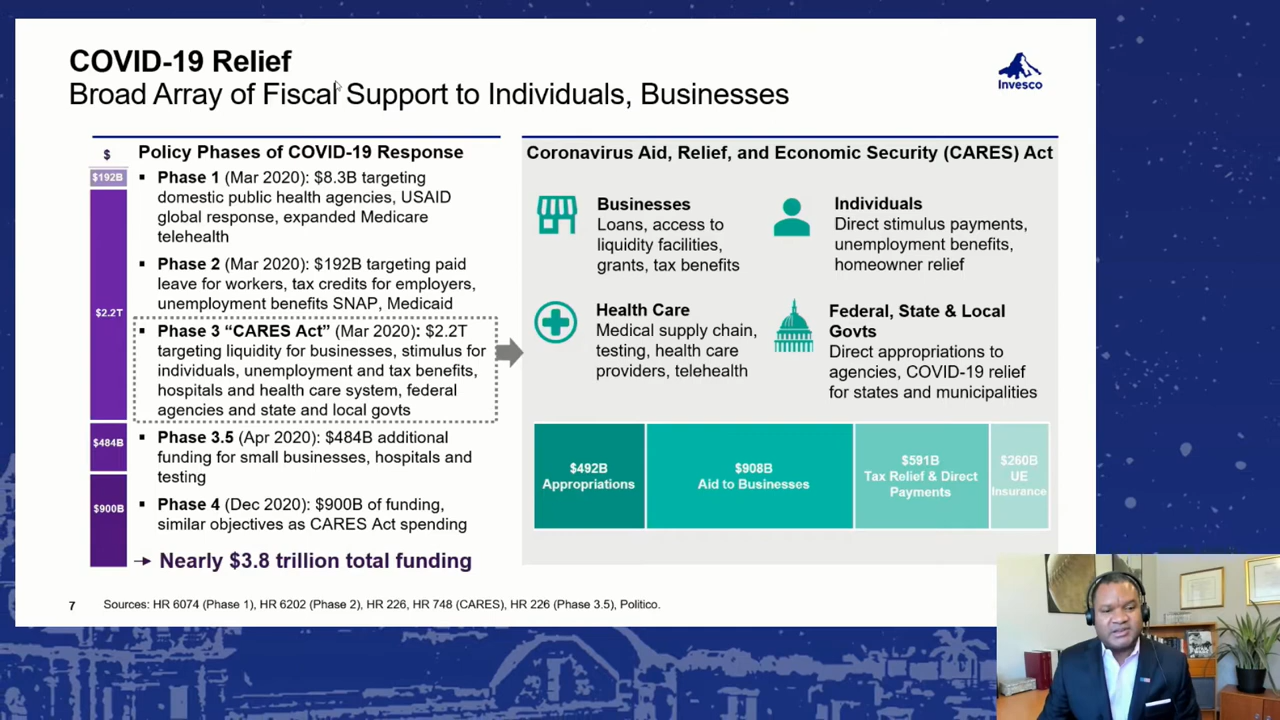 COVID-19 Relief
Broad Array of Fiscal Support to Individuals, Businesses
Invesco
$
$192B
$2.2T
$484B
$900B
Policy Phases of COVID-19 Response
▪ Phase 1 (Mar 2020): $8.3B targeting
domestic public health agencies, USAID
global response, expanded Medicare
telehealth
▪ Phase 2 (Mar 2020): $192B targeting paid
leave for workers, tax credits for employers,
unemployment benefits SNAP, Medicaid
▪ Phase 3 “CARES Act” (Mar 2020): $2.2T
targeting liquidity for businesses, stimulus for
individuals, unemployment and tax benefits,
hospitals and health care system, federal
agencies and state and local govts
▪ Phase 3.5 (Apr 2020): $484B additional
funding for small businesses, hospitals and
testing
▪ Phase 4 (Dec 2020): $900B of funding,
similar objectives as CARES Act spending
→ Nearly $3.8 trillion total funding
Coronavirus Aid, Relief, and Economic Security (CARES) Act
Businesses
Loans, access to
liquidity facilities,
grants, tax benefits
Individuals
Direct stimulus payments,
unemployment benefits,
homeowner relief
Health Care
Medical supply chain,
testing, health care
providers, telehealth
Federal, State & Local
Govts
Direct appropriations to
agencies, COVID-19 relief
for states and municipalities
$492B
Appropriations
$908B
Aid to Businesses
$591B
Tax Relief & Direct
Payments
$260B
UE
Insurance
7
Sources: HR 6074 (Phase 1), HR 6202 (Phase 2), HR 226, HR 748 (CARES), HR 226 (Phase 3.5), Politico.